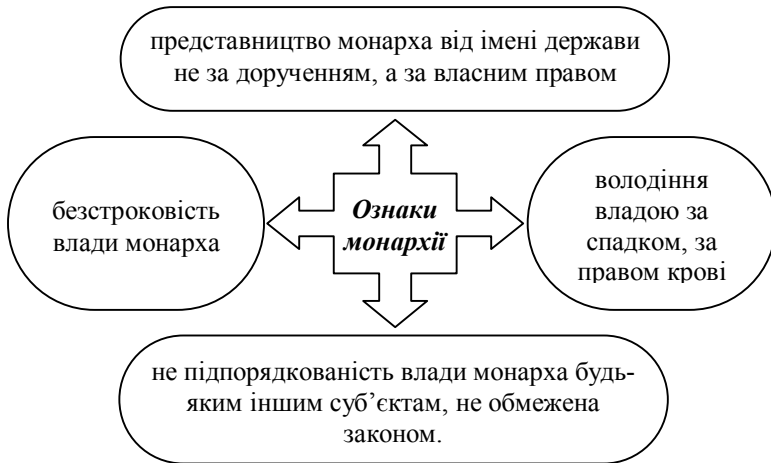 представництво монарха від імені держави
не за дорученням, а за власним правом
безстроковість
влади монарха
Ознаки
монархії
володіння
владою за
спадком, за
правом крові
не підпорядкованість влади монарха будь-
яким іншим суб’єктам, не обмежена
законом.